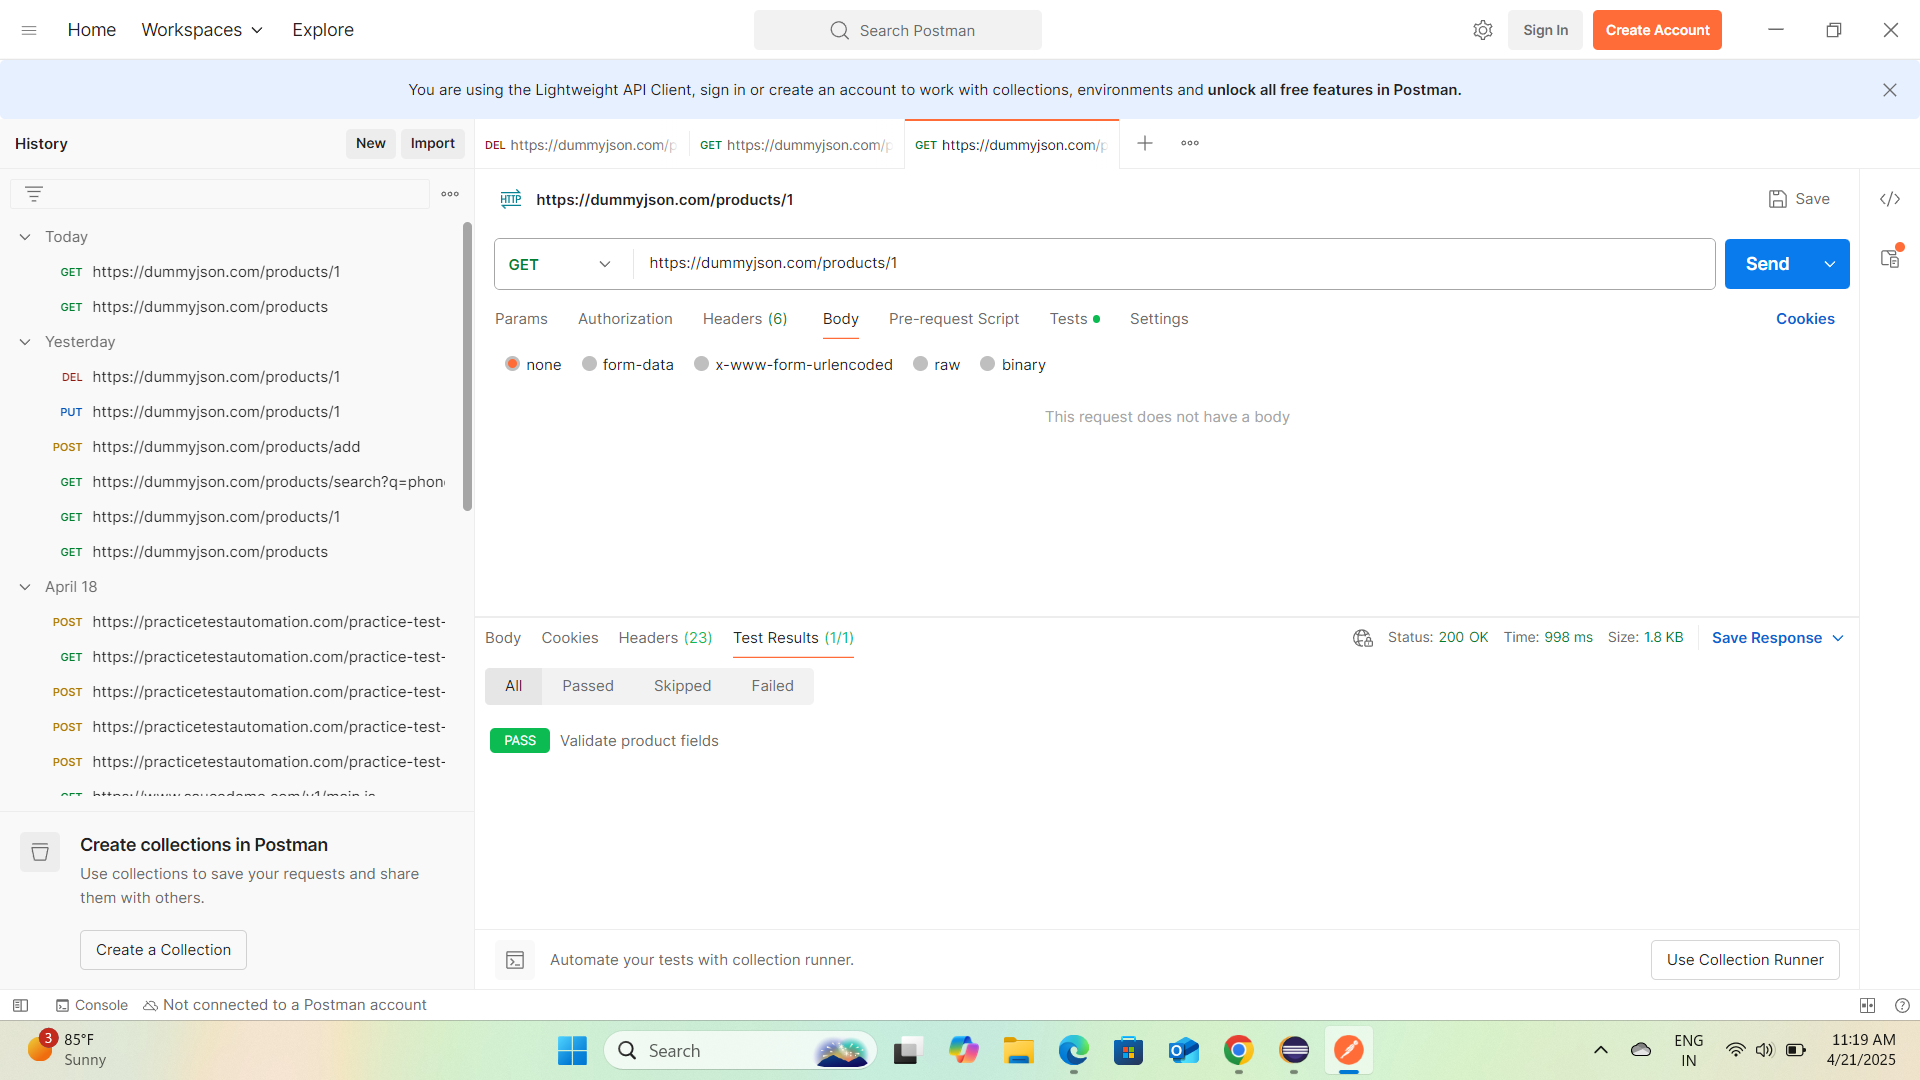 Home
Workspaces
Explore
Search Postman
Sign In
Create Account
You are using the Lightweight API Client, sign in or create an account to work with collections, environments and unlock all free features in Postman.
History
New
Import
DEL https://dummyjson.com/p
GET https://dummyjson.com/p
GET https://dummyjson.com/p
Today
GET https://dummyjson.com/products/1
GET https://dummyjson.com/products
Yesterday
DEL https://dummyjson.com/products/1
PUT https://dummyjson.com/products/1
POST https://dummyjson.com/products/add
GET https://dummyjson.com/products/search?q=phon
GET https://dummyjson.com/products/1
GET https://dummyjson.com/products
April 18
POST https://practicetestautomation.com/practice-test-
GET https://practicetestautomation.com/practice-test-
POST https://practicetestautomation.com/practice-test-
POST https://practicetestautomation.com/practice-test-
POST https://practicetestautomation.com/practice-test-
Create collections in Postman
Use collections to save your requests and share
them with others.
Create a Collection
HTTP https://dummyjson.com/products/1
Save
GET https://dummyjson.com/products/1
Send
Params Authorization Headers (6) Body Pre-request Script Tests Settings
Cookies
none form-data x-www-form-urlencoded raw binary
This request does not have a body
Body Cookies Headers (23) Test Results (1/1)
Status: 200 OK Time: 998 ms Size: 1.8 KB
Save Response
All Passed Skipped Failed
PASS Validate product fields
Automate your tests with collection runner.
Use Collection Runner
Console
Not connected to a Postman account
3
85°F
Sunny
Search
ENG
IN
11:19 AM
4/21/2025